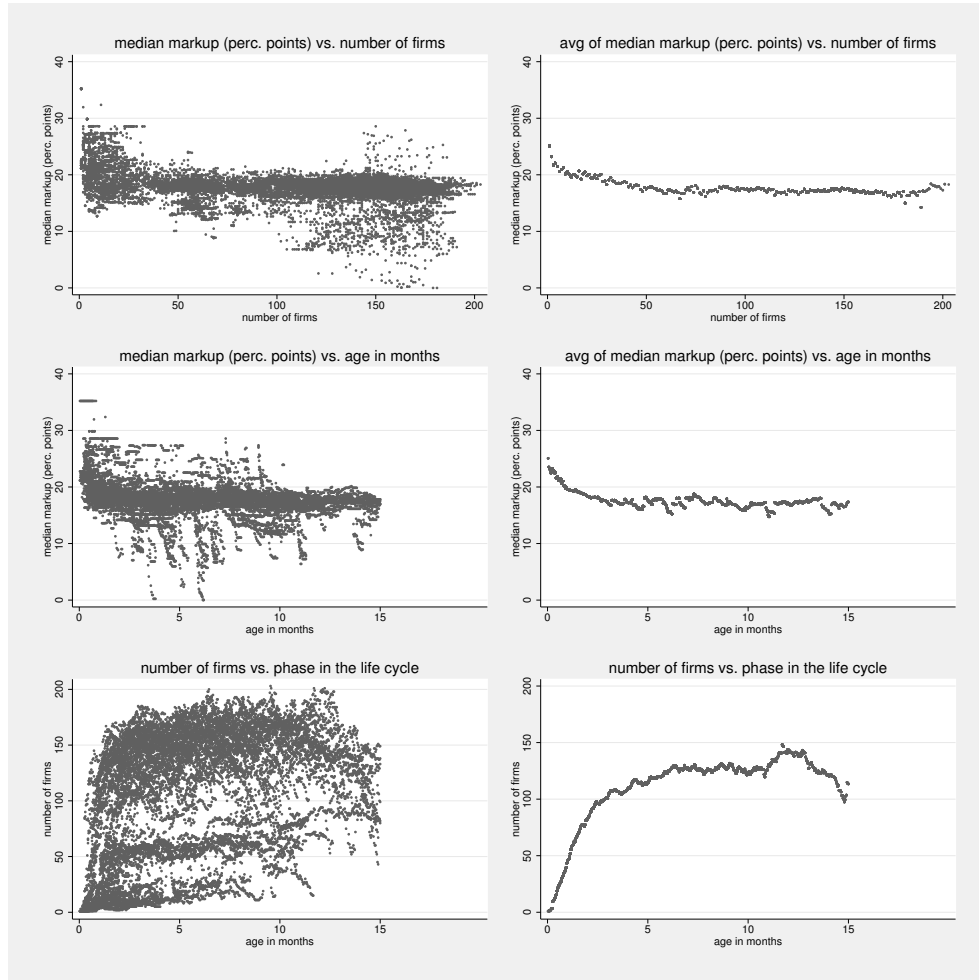 median markup (perc. points) vs. number of firms
median markup (perc. points)
40
30
20
10
0
0 50 100 150 200
number of firms
avg of median markup (perc. points) vs. number of firms
median markup (perc. points)
40
30
20
10
0
0 50 100 150 200
number of firms
median markup (perc. points) vs. age in months
median markup (perc. points)
40
30
20
10
0
0 5 10 15
age in months
avg of median markup (perc. points) vs. age in months
median markup (perc. points)
40
30
20
10
0
0 5 10 15
age in months
number of firms vs. phase in the life cycle
number of firms
200
150
100
50
0
0 5 10 15
age in months
number of firms vs. phase in the life cycle
number of firms
200
150
100
50
0
0 5 10 15
age in months